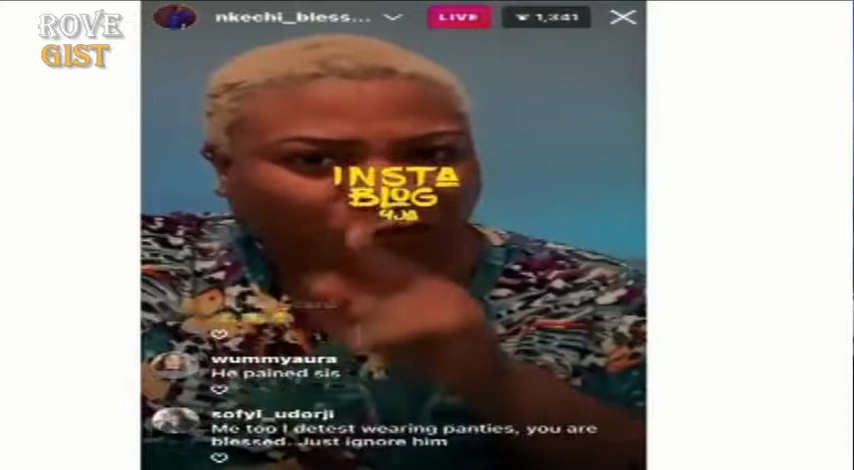 ROVE
GIST
nkechi_bless...
LIVE
1,341
INSTA
BLOG
9JA
wummyaura
He pained sis
sofyl_udorji
Me too I detest wearing panties, you are
blessed. Just ignore him